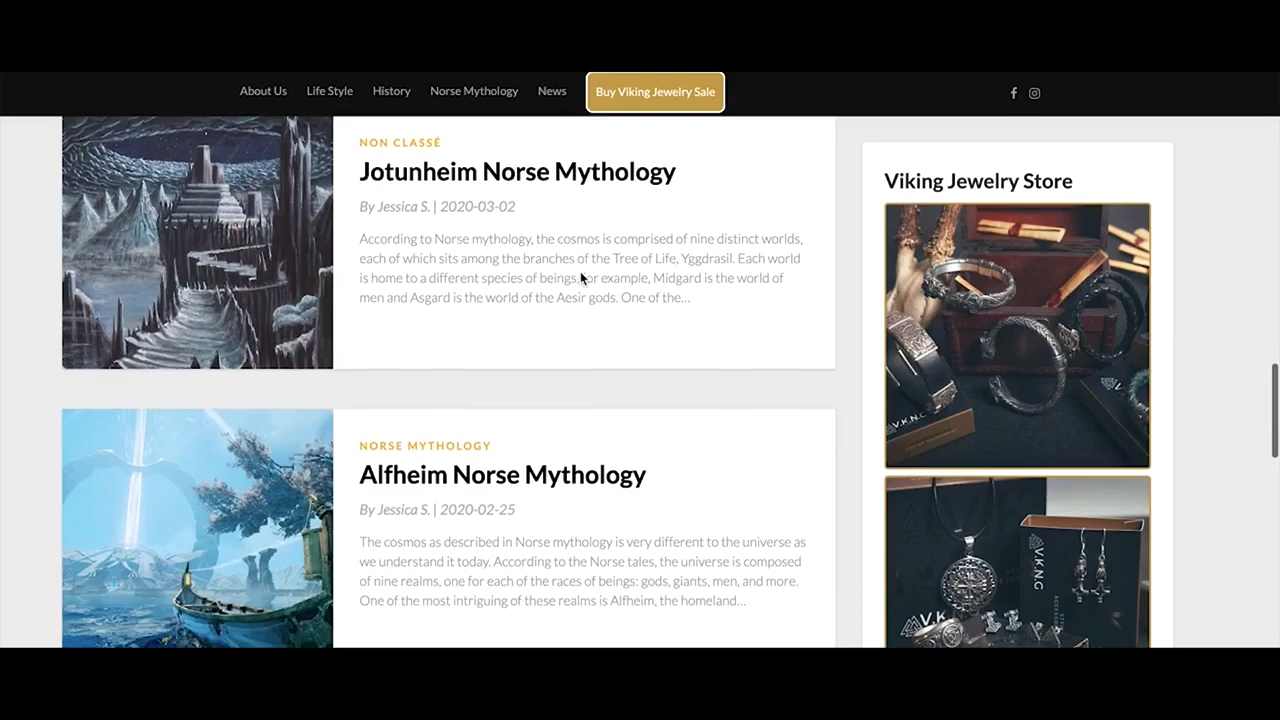 About Us Life Style History Norse Mythology News Buy Viking Jewelry Sale
NON CLASSÉ
Jotunheim Norse Mythology
By Jessica S. | 2020-03-02
According to Norse mythology, the cosmos is comprised of nine distinct worlds,
each of which sits among the branches of the Tree of Life, Yggdrasil. Each world
is home to a different species of beings. For example, Midgard is the world of
men and Asgard is the world of the Aesir gods. One of the...
NORSE MYTHOLOGY
Alfheim Norse Mythology
By Jessica S. | 2020-02-25
The cosmos as described in Norse mythology is very different to the universe as
we understand it today. According to the Norse tales, the universe is composed
of nine realms, one for each of the races of beings: gods, giants, men, and more.
One of the most intriguing of these realms is Alfheim, the homeland...
Viking Jewelry Store
V.K.N.G
V.K.N.G
V.K.N.G
V.K